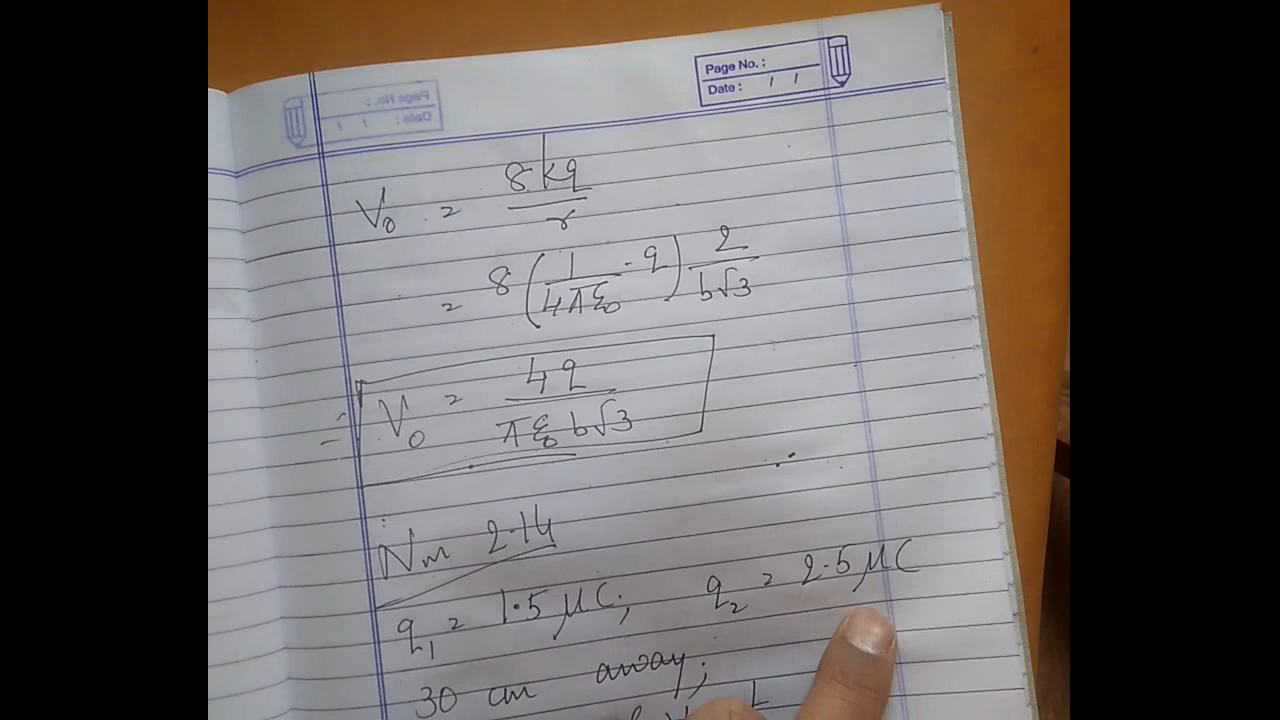 Page No. :
Date : / /
V₀ = 8kq/r
= 8(1/4πε₀ · q) 2/b√3
⇒ V₀ = 4q/πε₀b√3
Nm 2.14
q₁ = 1.5 μC; q₂ = 2.5 μC
30 cm away;